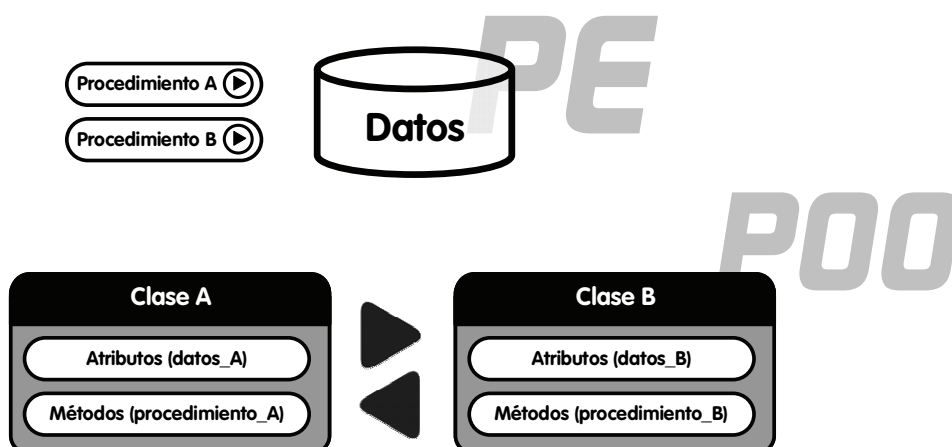 PE
Procedimiento A
Procedimiento B
Datos
POO
Clase A
Atributos (datos_A)
Métodos (procedimiento_A)
Clase B
Atributos (datos_B)
Métodos (procedimiento_B)